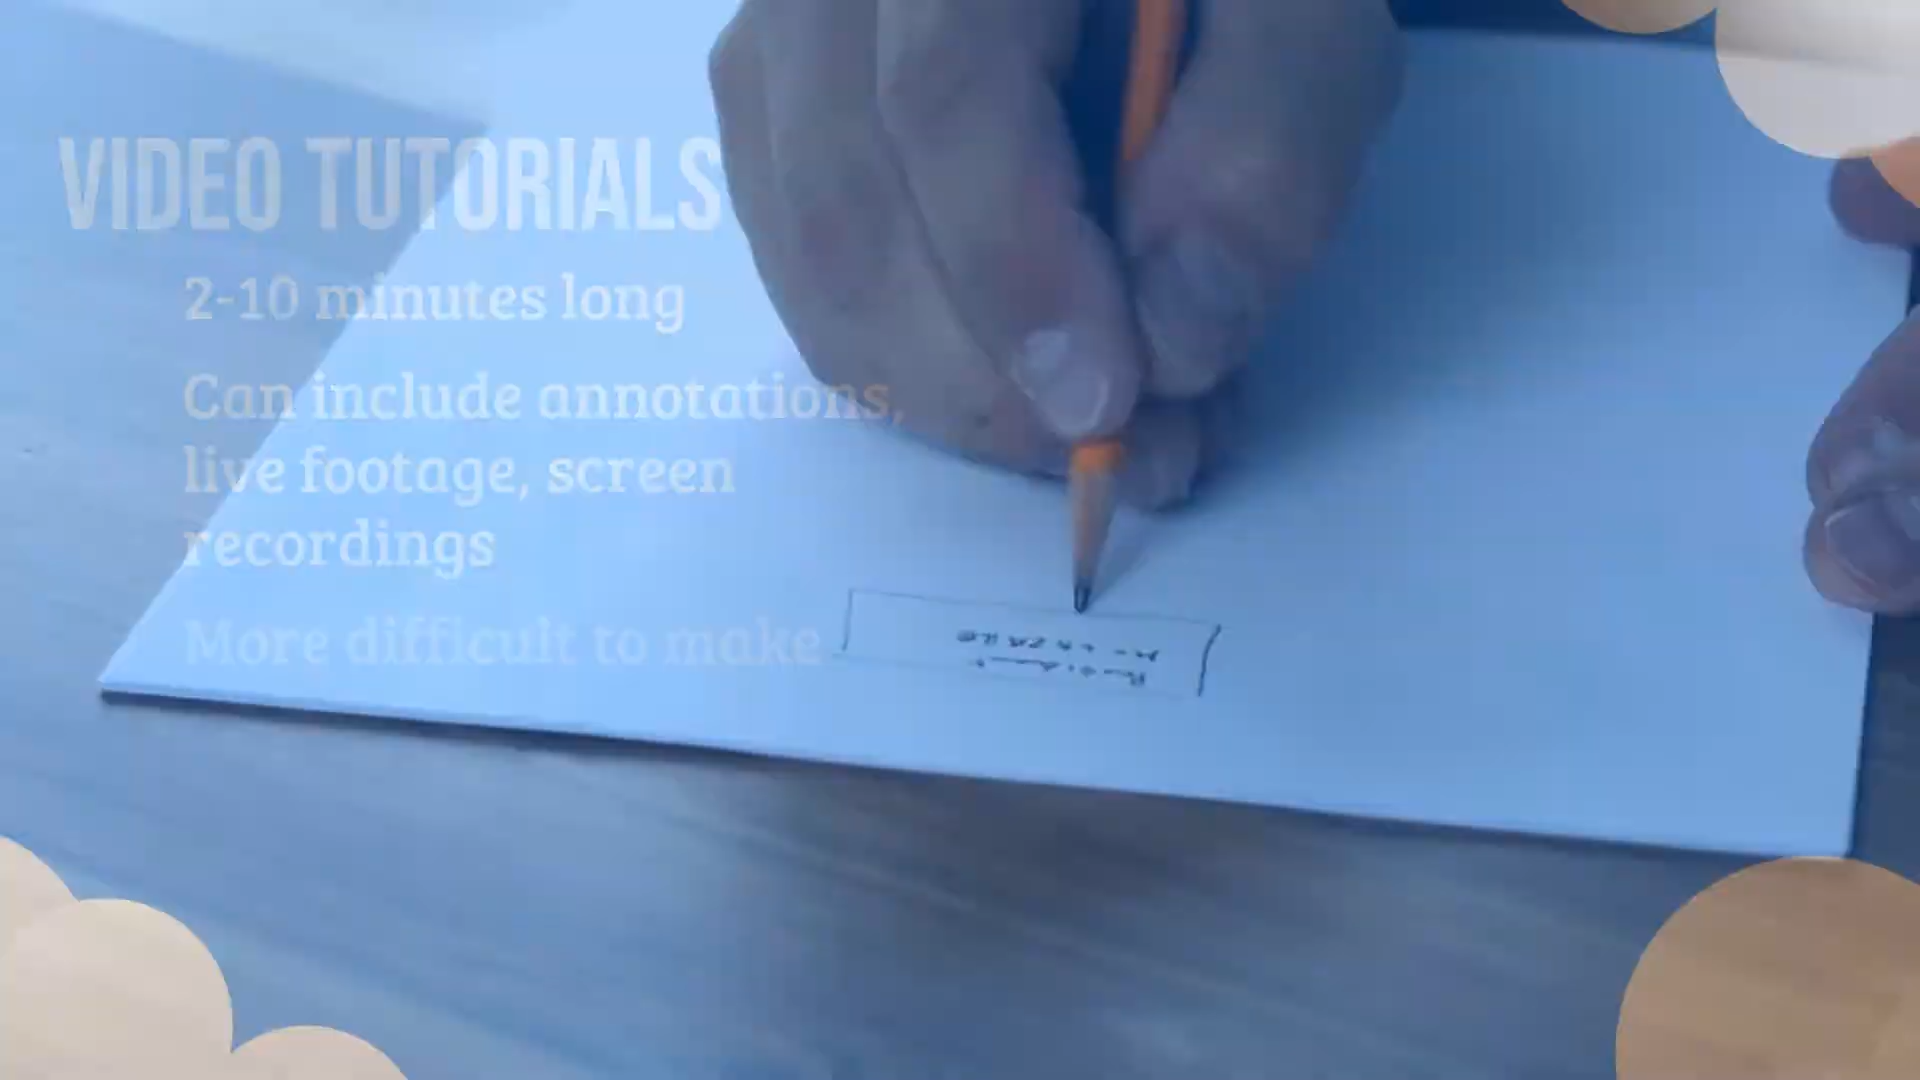 VIDEO TUTORIALS
2-10 minutes long
Can include annotations,
live footage, screen
recordings
More difficult to make